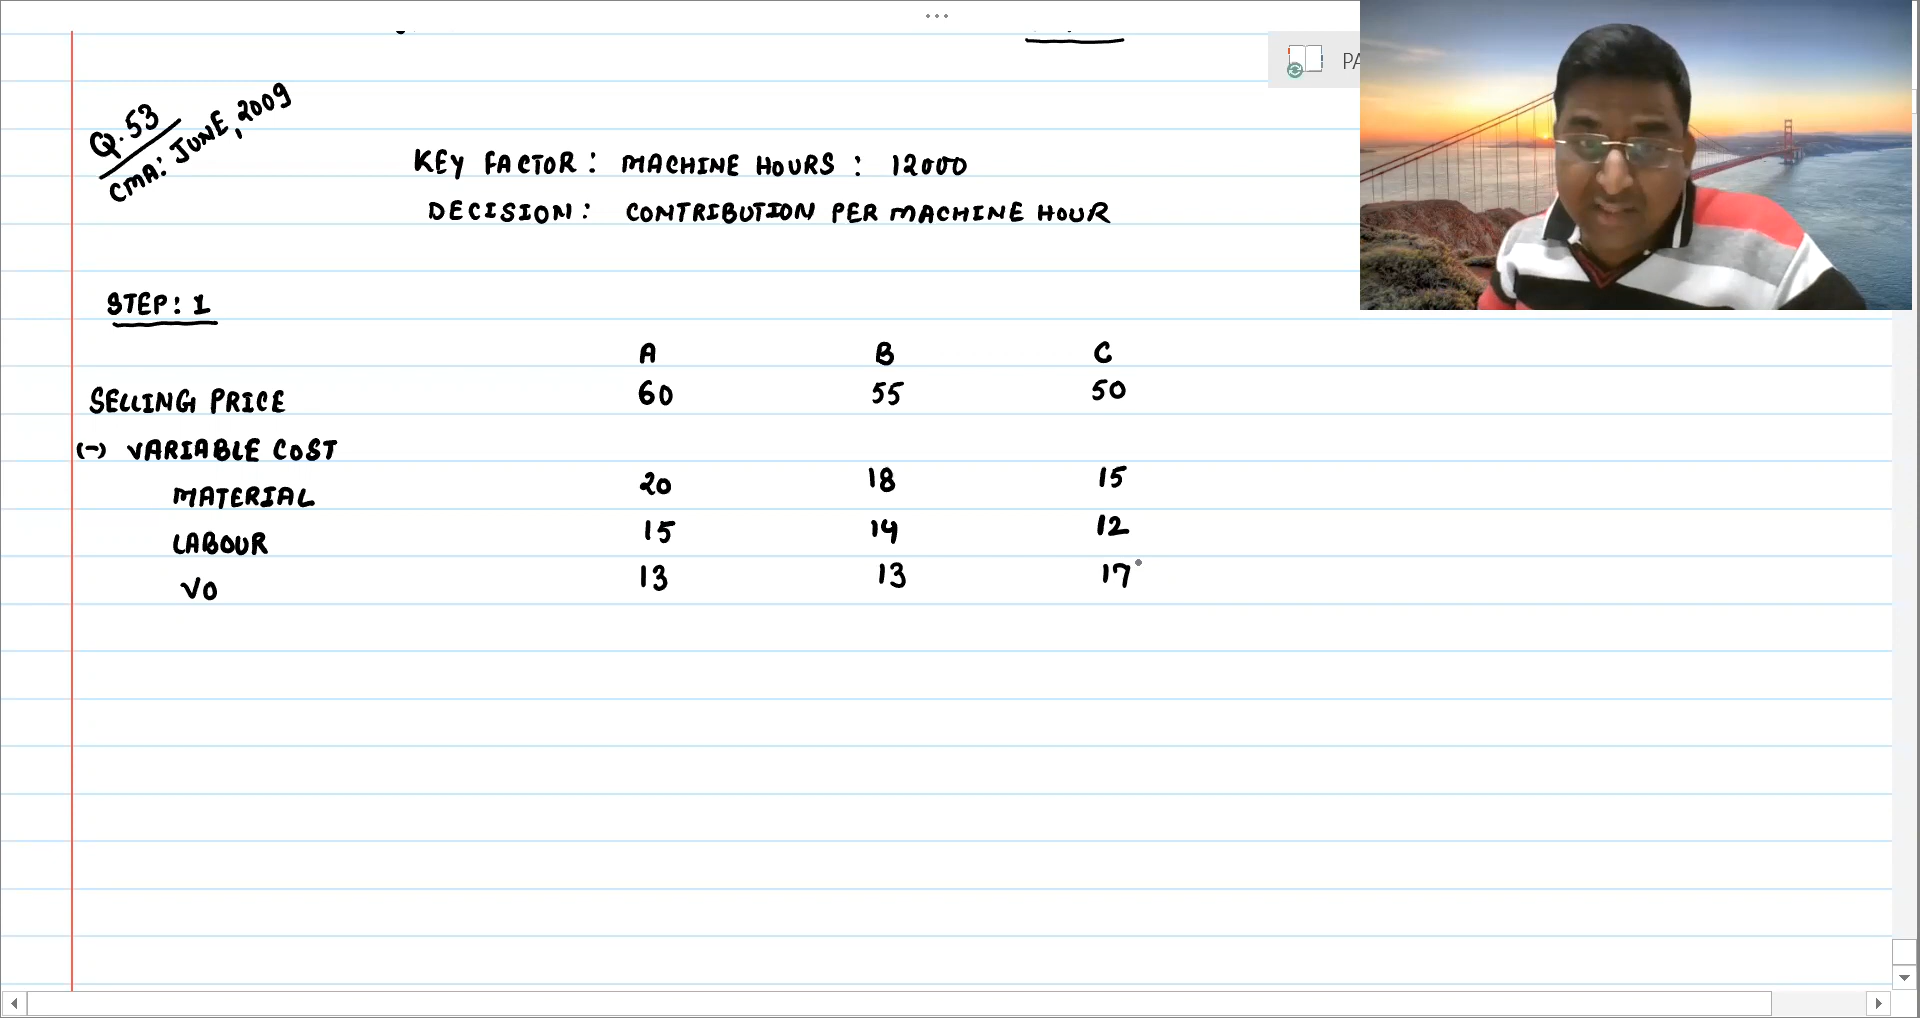 Q.53
CMA: JUNE, 2009
KEY FACTOR: MACHINE HOURS: 12000
DECISION: CONTRIBUTION PER MACHINE HOUR
STEP: 1
A B C
SELLING PRICE 60 55 50
(-) VARIABLE COST
MATERIAL 20 18 15
LABOUR 15 14 12
VO 13 13 17